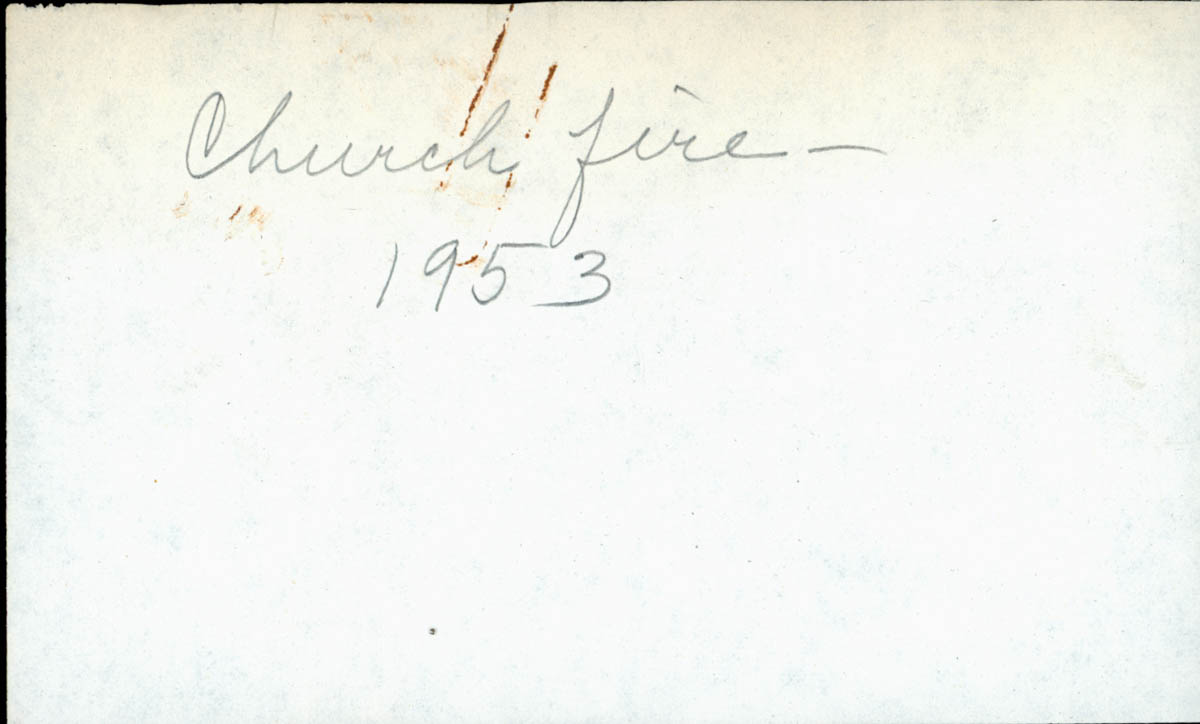 Church fire —
1953